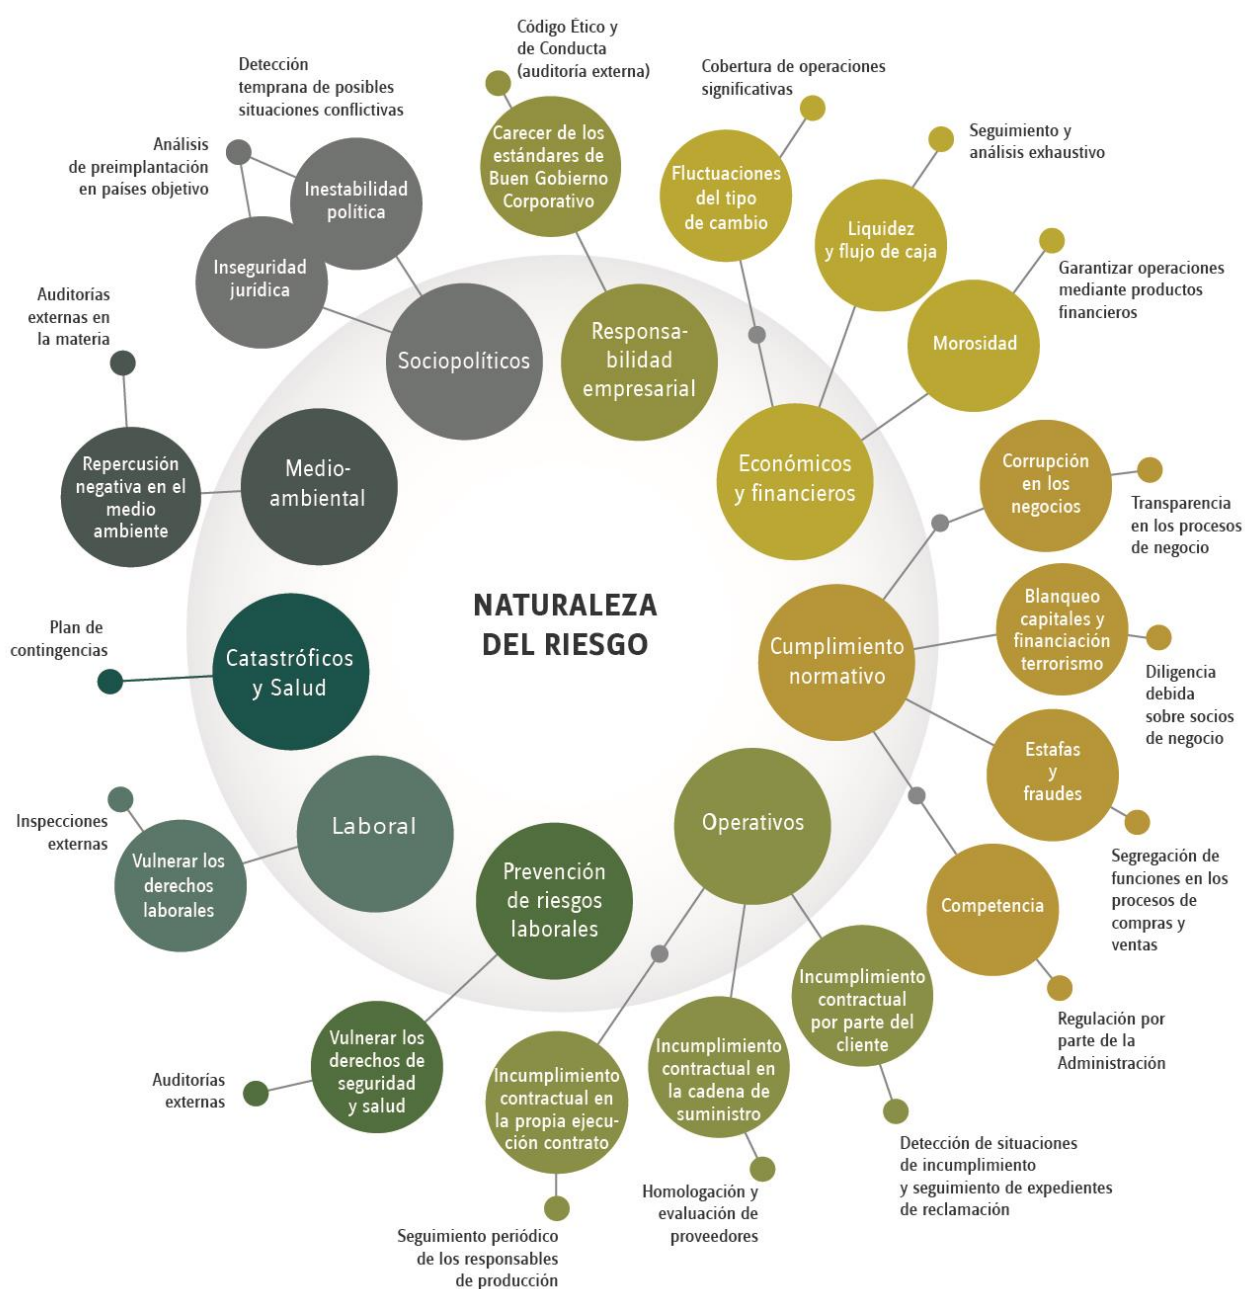 Código Ético y
de Conducta
(auditoría externa)
Detección
temprana de posibles
situaciones conflictivas
Cobertura de operaciones
significativas
Análisis
de preimplantación
en países objetivo
Inestabilidad
política
Carecer de los
estándares de
Buen Gobierno
Corporativo
Fluctuaciones
del tipo
de cambio
Seguimiento y
análisis exhaustivo
Liquidez
y flujo de caja
Inseguridad
jurídica
Garantizar operaciones
mediante productos
financieros
Auditorías
externas en
la materia
Sociopolíticos
Responsa-
bilidad
empresarial
Morosidad
Repercusión
negativa en el
medio
ambiente
Medio-
ambiental
Económicos
y financieros
Corrupción
en los
negocios
Transparencia
en los procesos
de negocio
NATURALEZA
DEL RIESGO
Plan de
contingencias
Catastróficos
y Salud
Cumplimiento
normativo
Blanqueo
capitales y
financiación
terrorismo
Diligencia
debida
sobre socios
de negocio
Estafas
y
fraudes
Inspecciones
externas
Vulnerar los
derechos
laborales
Laboral
Prevención
de riesgos
laborales
Operativos
Segregación de
funciones en los
procesos de
compras y
ventas
Competencia
Regulación por
parte de la
Administración
Auditorías
externas
Vulnerar los
derechos de
seguridad
y salud
Incumplimiento
contractual en
la propia ejecu-
ción contrato
Incumplimiento
contractual en
la cadena de
suministro
Incumplimiento
contractual
por parte del
cliente
Detección de situaciones
de incumplimiento
y seguimiento de expedientes
de reclamación
Homologación y
evaluación de
proveedores
Seguimiento periódico
de los responsables
de producción